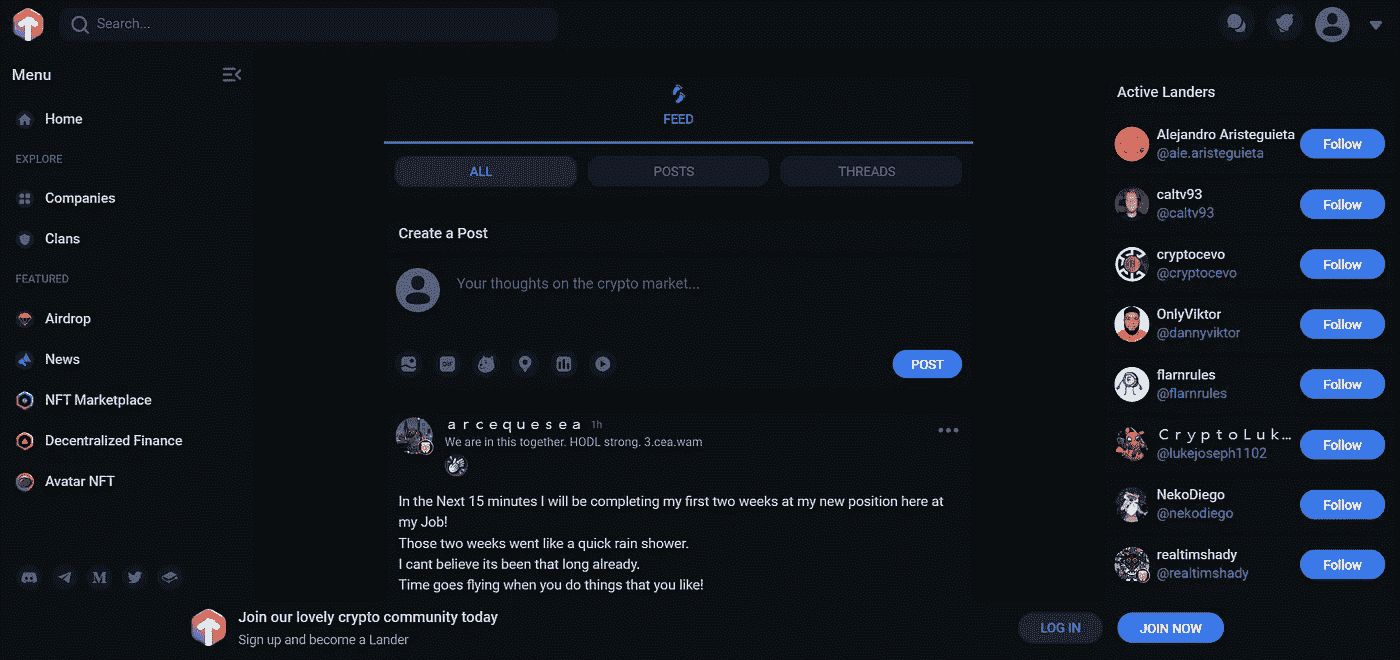 Search...
Menu
Home
EXPLORE
Companies
Clans
FEATURED
Airdrop
News
NFT Marketplace
Decentralized Finance
Avatar NFT
FEED
ALL
POSTS
THREADS
Create a Post
Your thoughts on the crypto market...
GIF
POST
a r c e q u e s e a 1h
We are in this together. HODL strong. 3.cea.wam
In the Next 15 minutes I will be completing my first two weeks at my new position here at
my Job!
Those two weeks went like a quick rain shower.
I cant believe its been that long already.
Time goes flying when you do things that you like!
Active Landers
Alejandro Aristeguieta
@ale.aristeguieta
Follow
caltv93
@caltv93
Follow
cryptocevo
@cryptocevo
Follow
OnlyViktor
@dannyviktor
Follow
flarnrules
@flarnrules
Follow
C r y p t o L u k ...
@lukejoseph1102
Follow
NekoDiego
@nekodiego
Follow
realtimshady
@realtimshady
Follow
M
Join our lovely crypto community today
Sign up and become a Lander
LOG IN
JOIN NOW